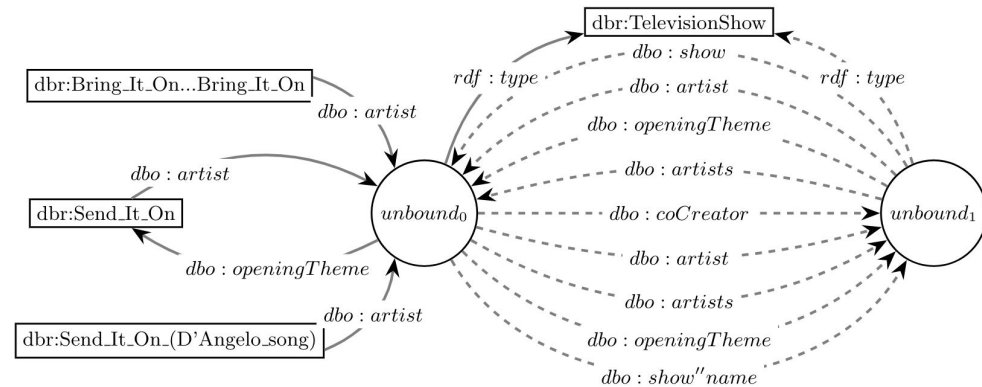 dbr:TelevisionShow
dbo : show
rdf : type
rdf : type
dbr:Bring_It_On...Bring_It_On
dbo : artist
dbo : artist
dbo : openingTheme
dbo : artist
dbo : artists
dbr:Send_It_On
unbound₀
dbo : coCreator
unbound₁
dbo : openingTheme
dbo : artist
dbo : artists
dbo : artist
dbr:Send_It_On_(D'Angelo_song)
dbo : openingTheme
dbo : show''name